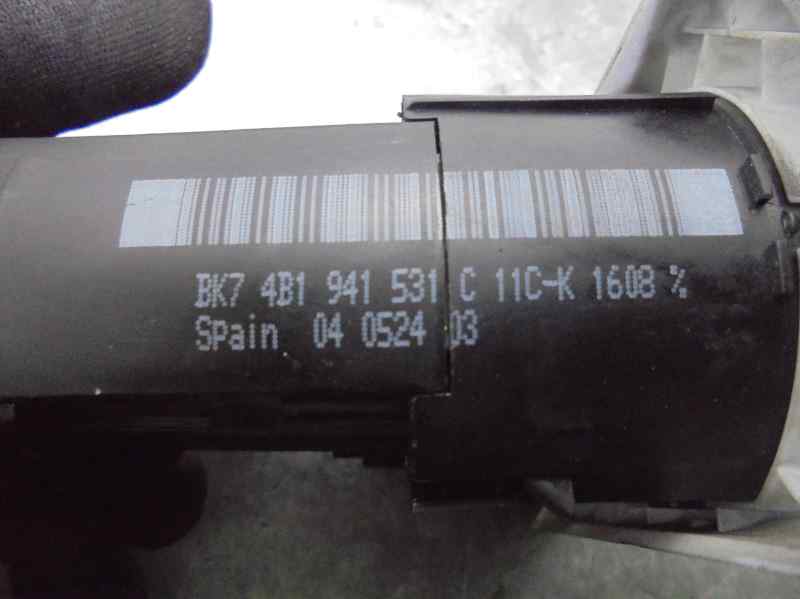 BK7 4B1 941 531 C 11C-K 1608 %
Spain 04 0524 03